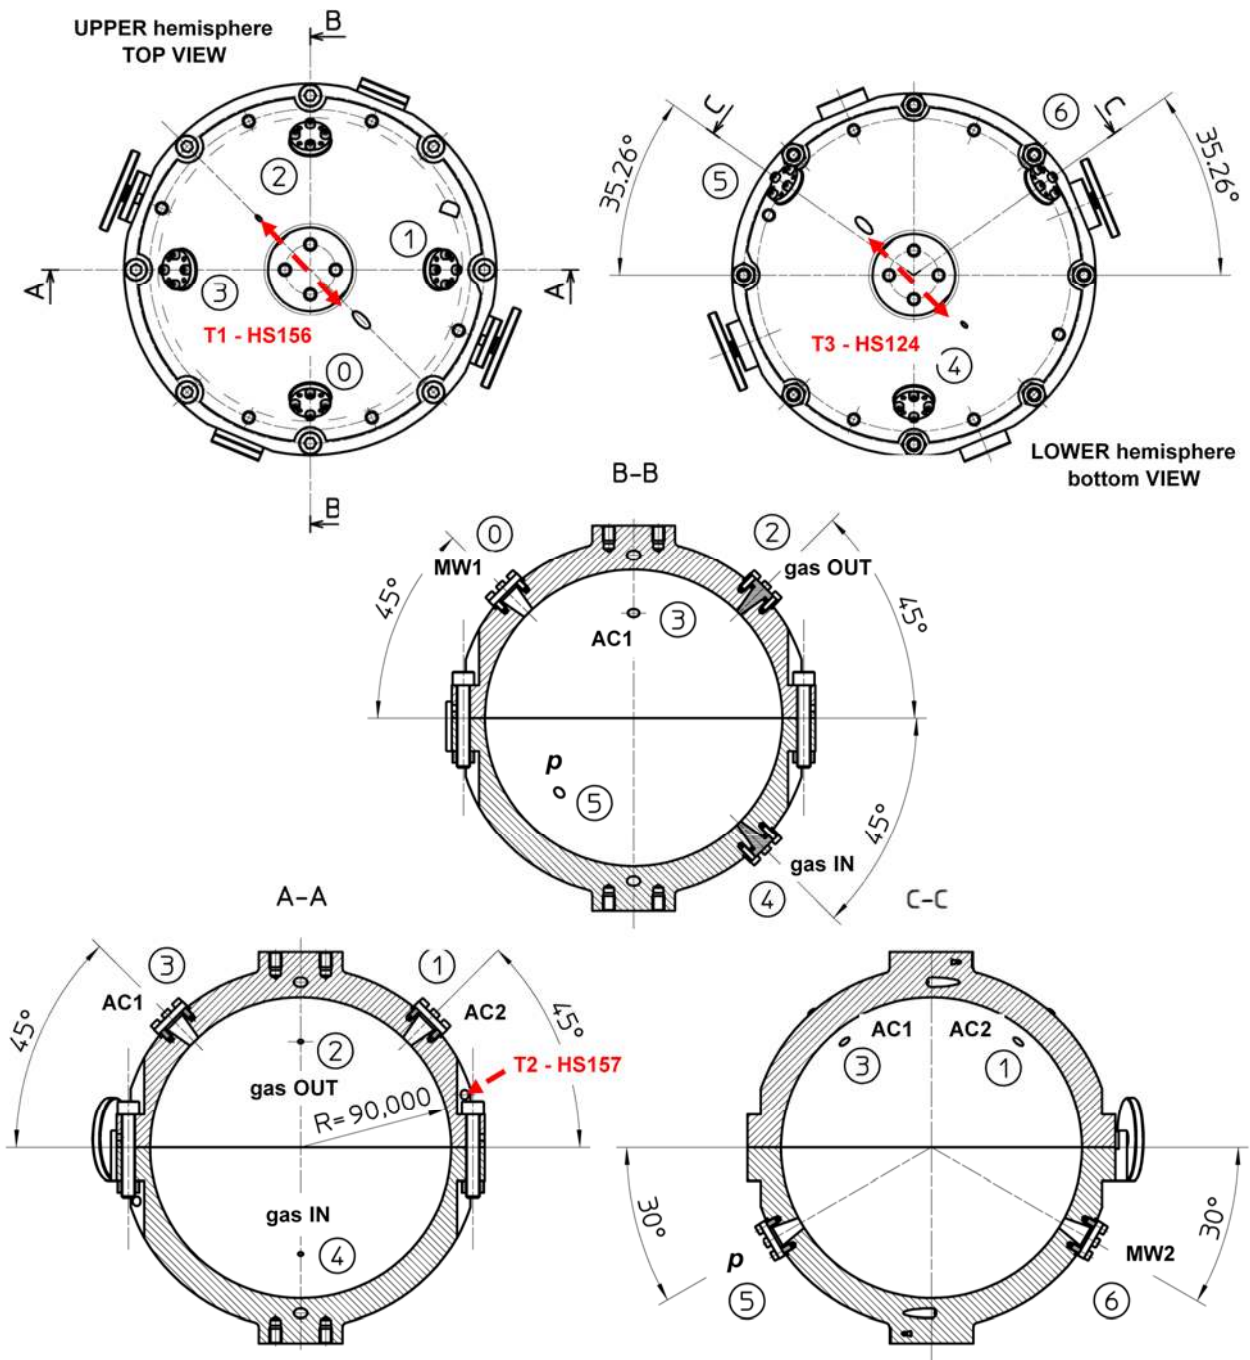 UPPER hemisphere
TOP VIEW
B
2
1
A
A
3
T1 - HS156
0
B
C
6
C
35.26°
5
35.26°
T3 - HS124
4
LOWER hemisphere
bottom VIEW
B-B
0
MW1
2
gas OUT
45°
45°
3
AC1
p
5
45°
gas IN
4
A-A
3
AC1
1
AC2
45°
45°
2
gas OUT
T2 - HS157
R=90,000
gas IN
4
C-C
AC1
AC2
3
1
30°
30°
p
5
MW2
6